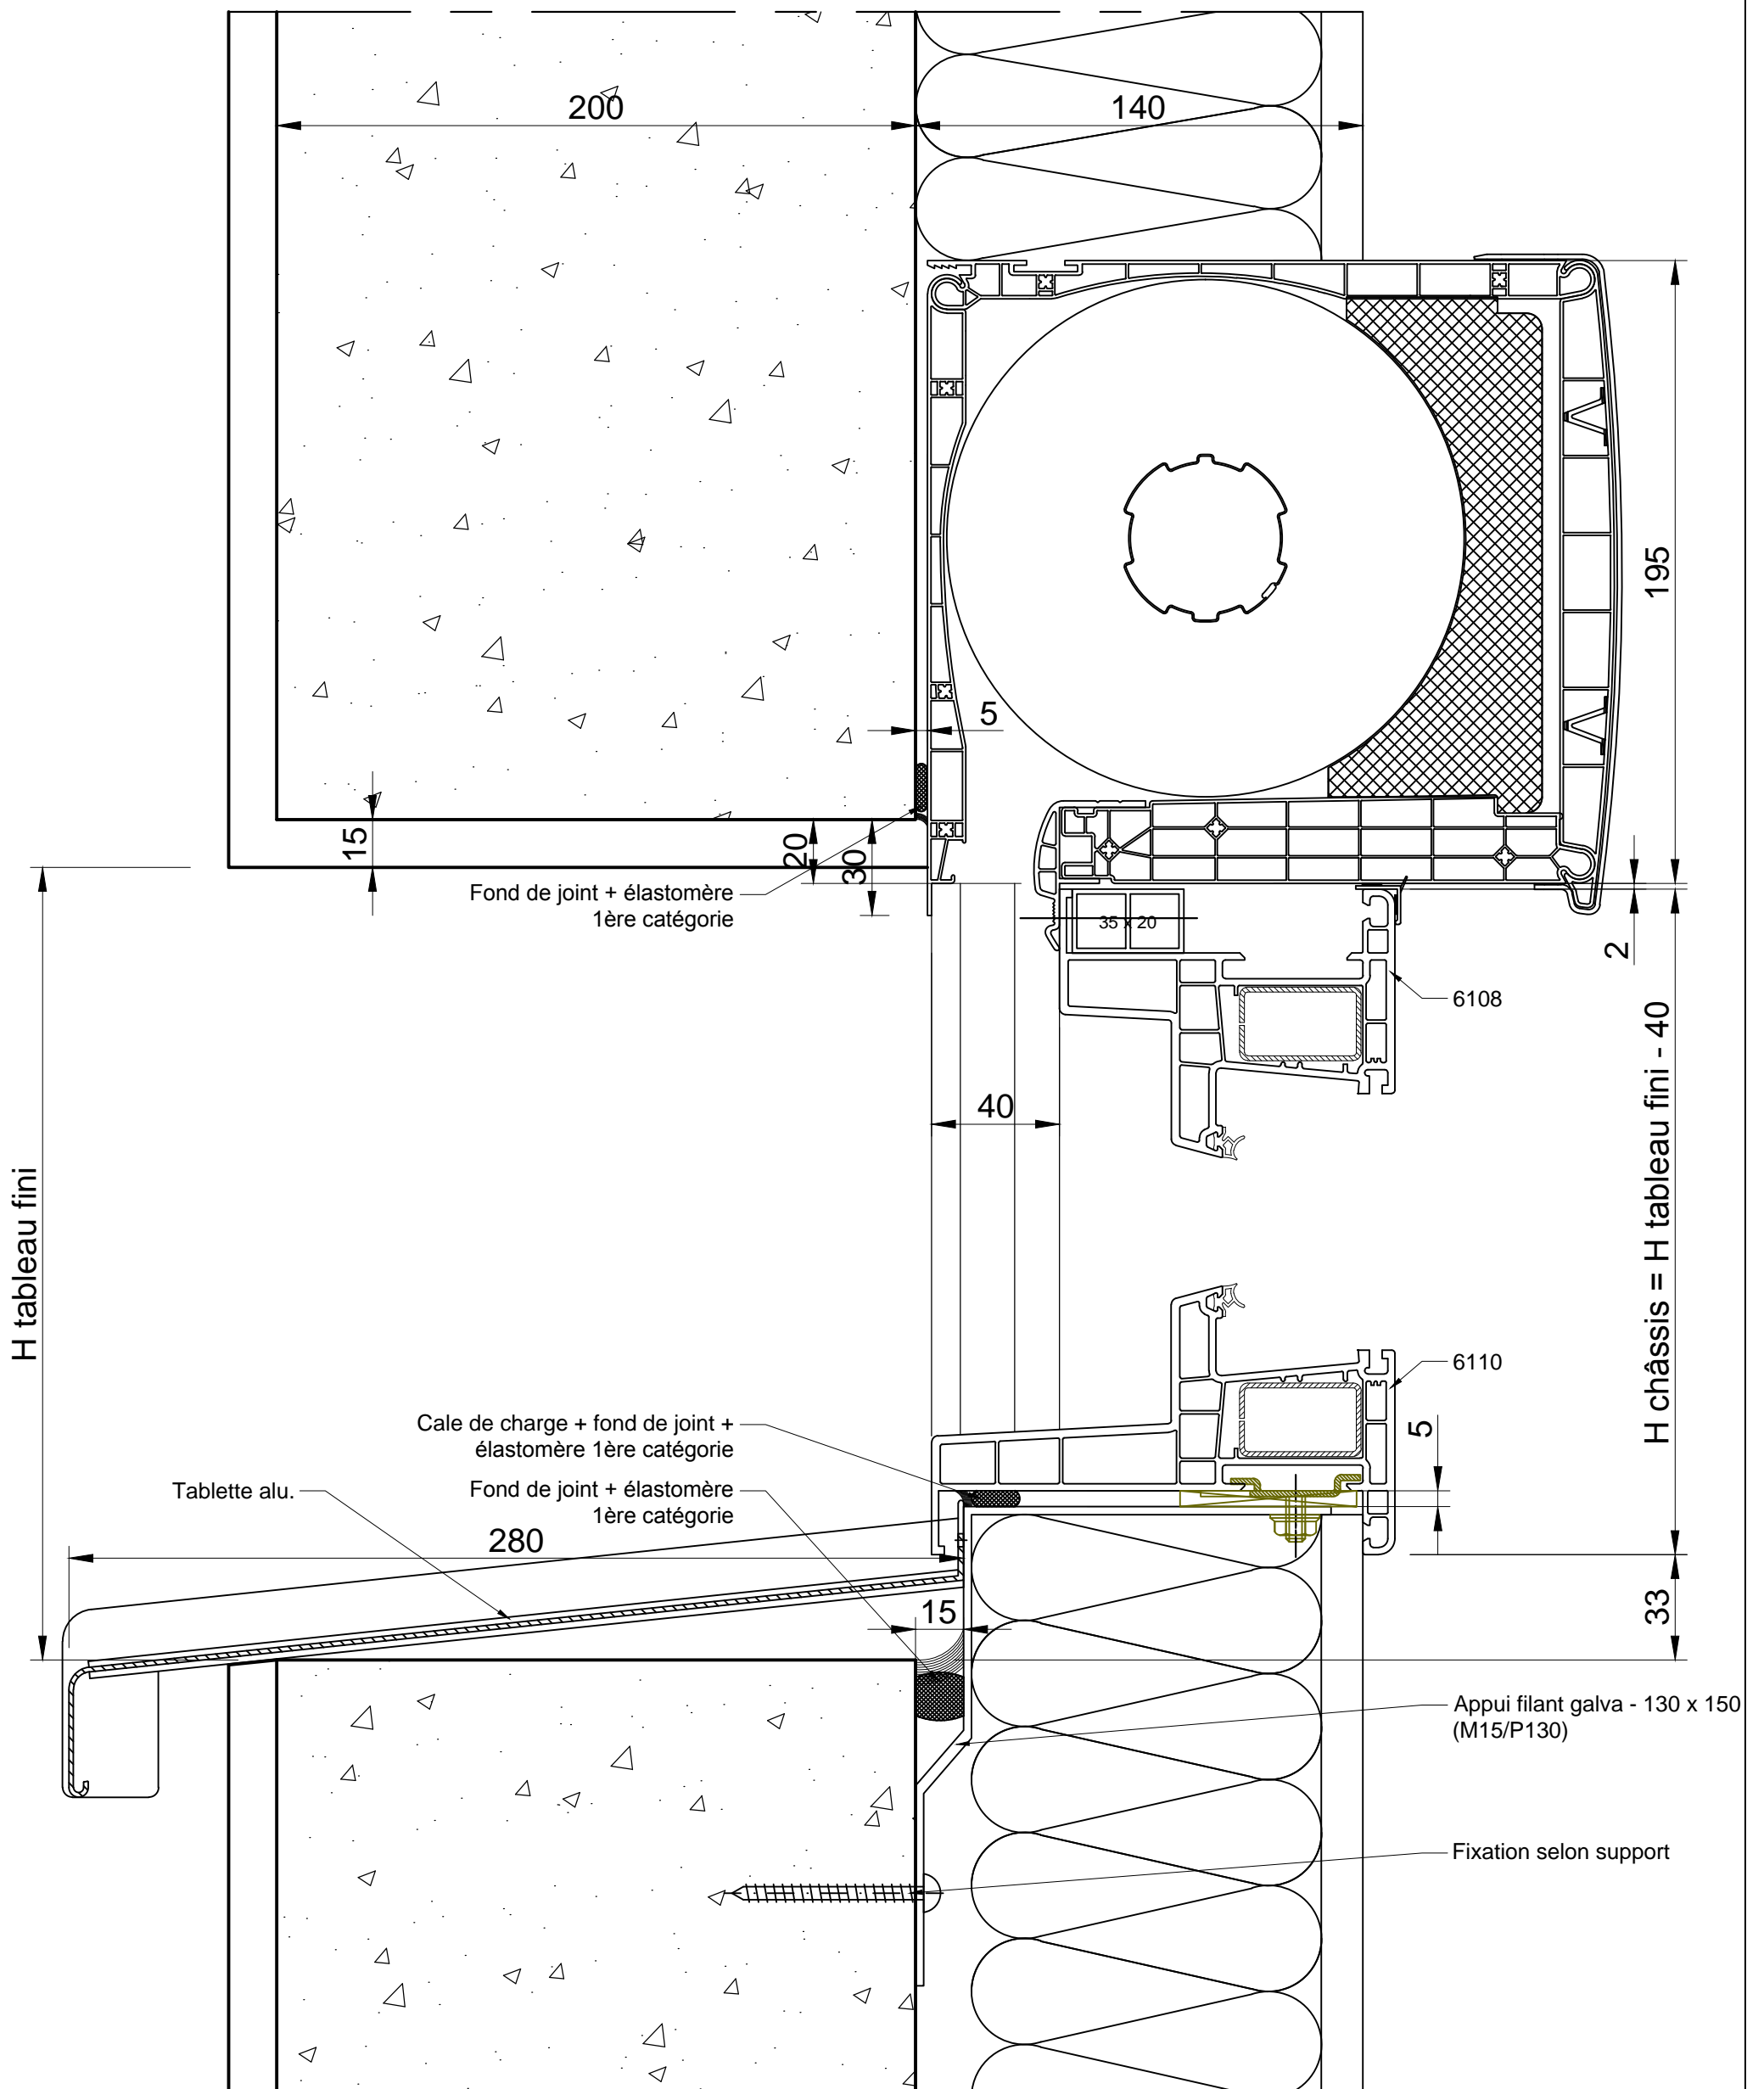 200
140
195
5
15
20
30
Fond de joint + élastomère
1ère catégorie
35 x 20
2
6108
40
H tableau fini
H châssis = H tableau fini - 40
6110
5
Cale de charge + fond de joint +
élastomère 1ère catégorie
Tablette alu.
Fond de joint + élastomère
1ère catégorie
280
15
33
Appui filant galva - 130 x 150
(M15/P130)
Fixation selon support